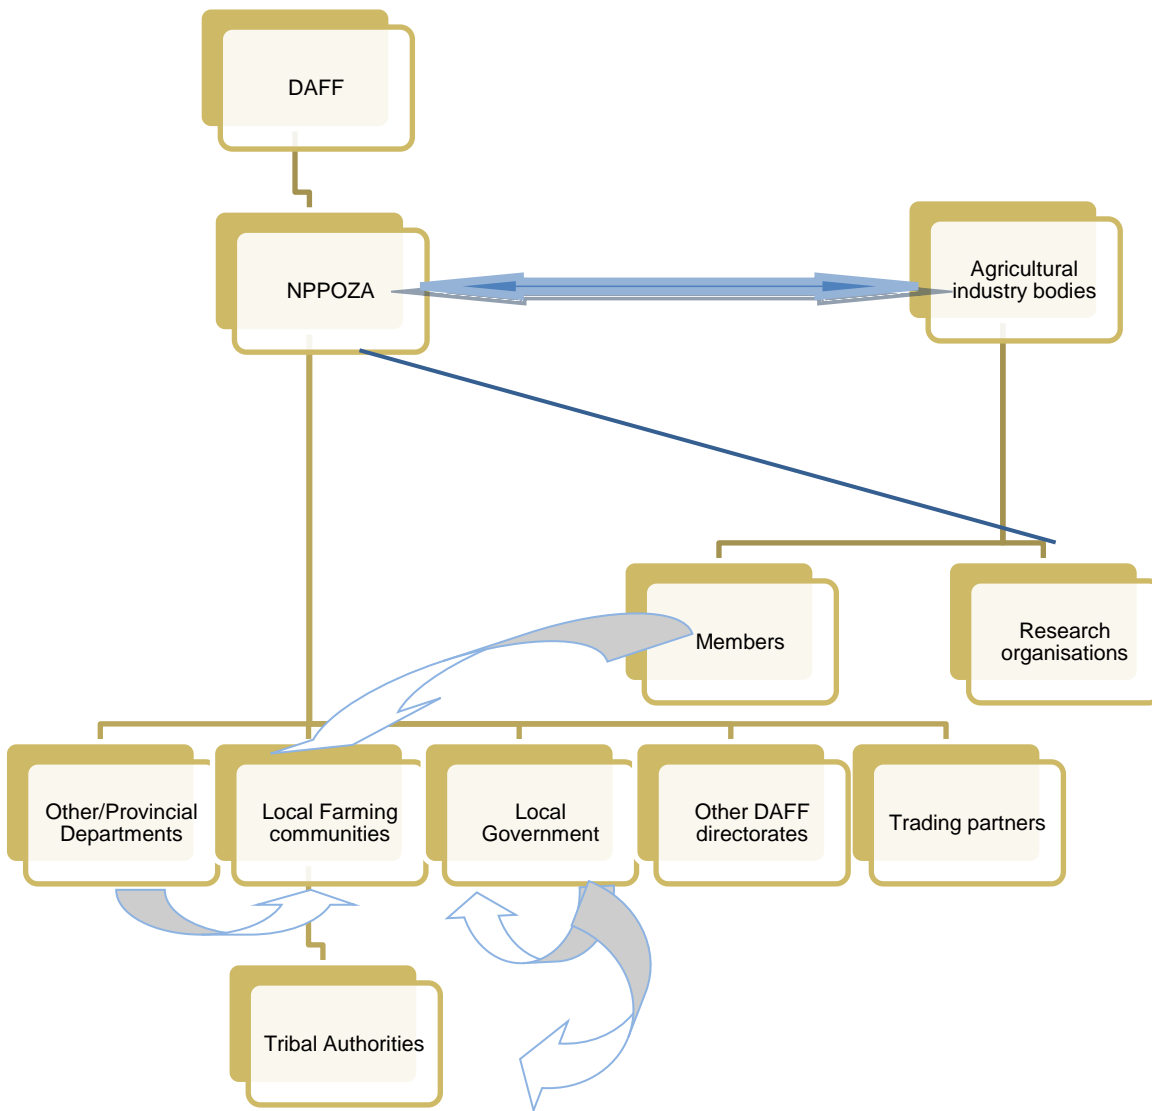 DAFF
NPPOZA
Agricultural
industry bodies
Members
Research
organisations
Other/Provincial
Departments
Local Farming
communities
Local
Government
Other DAFF
directorates
Trading partners
Tribal Authorities